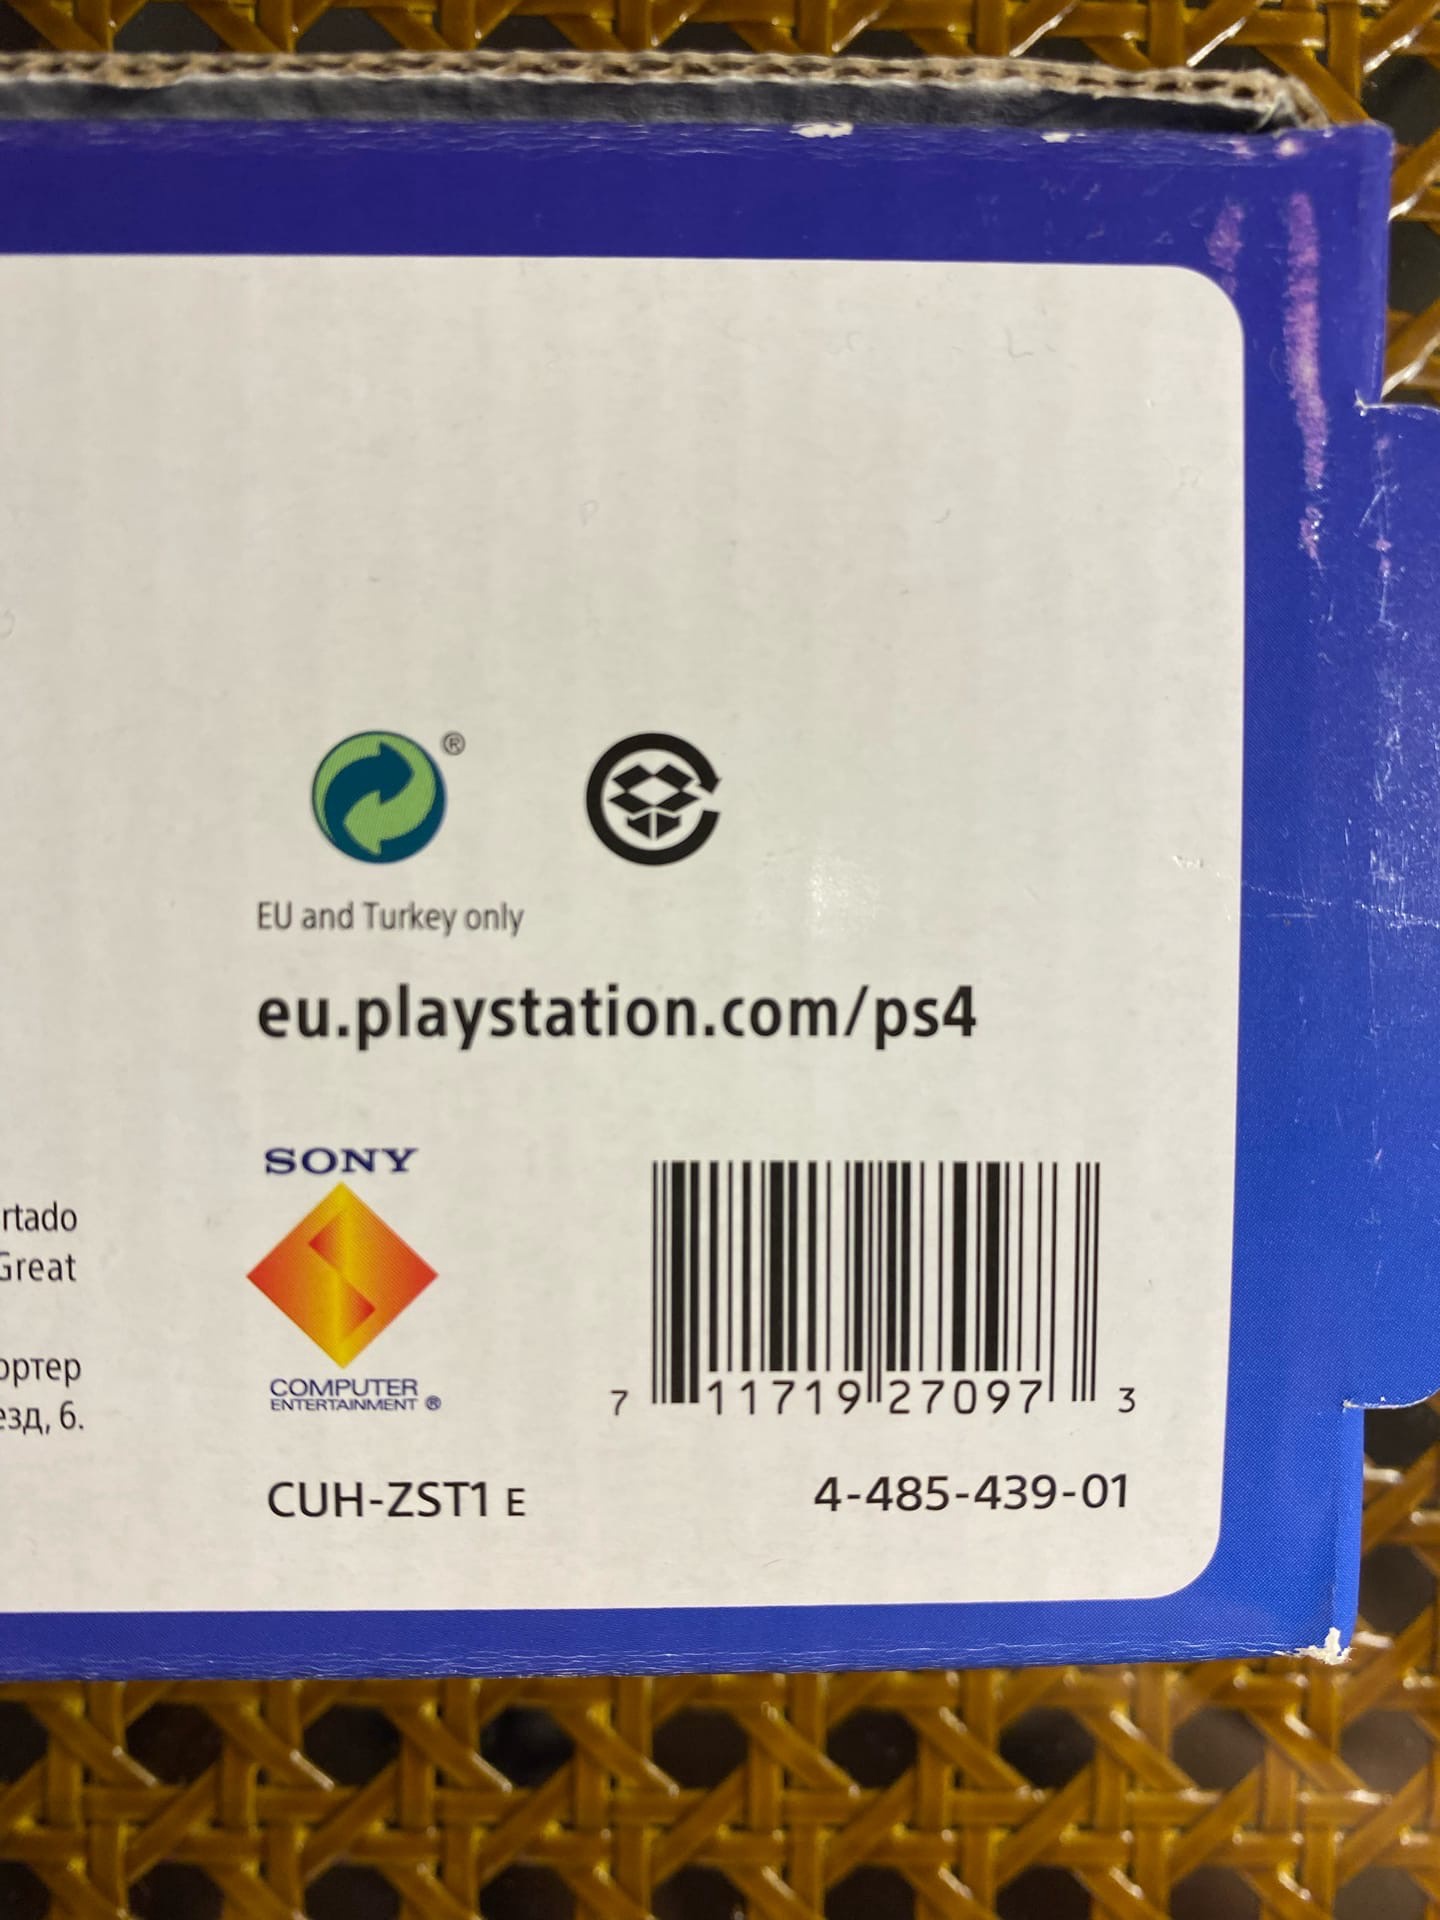 ®
EU and Turkey only
eu.playstation.com/ps4
SONY
rtado
Great
COMPUTER
ENTERTAINMENT ®
ортер
езд, 6.
7 11719 27097 3
CUH-ZST1 E
4-485-439-01